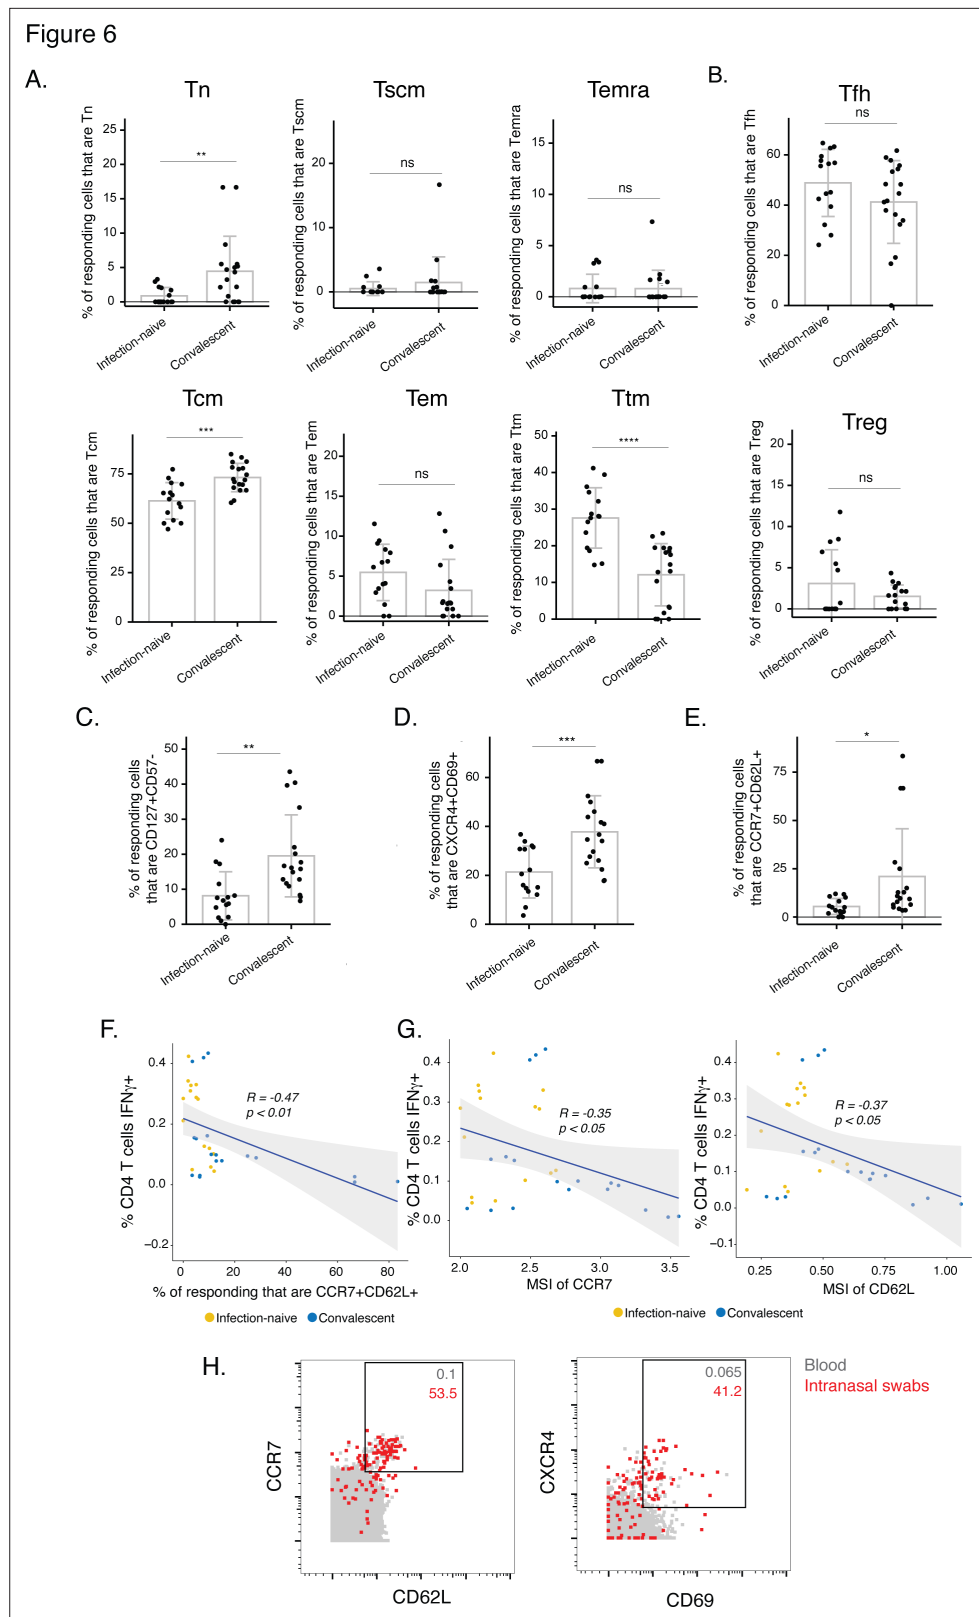 Figure 6
A.
B.
Tn
Tscm
Temra
Tfh
% of responding cells that are Tn
25
20
15
10
5
0
**
Infection-naive
Convalescent
% of responding cells that are Tscm
20
10
0
ns
Infection-naive
Convalescent
% of responding cells that are Temra
15
10
5
0
ns
Infection-naive
Convalescent
% of responding cells that are Tfh
60
40
20
0
ns
Infection-naive
Convalescent
Tcm
Tem
Ttm
Treg
% of responding cells that are Tcm
75
50
25
0
***
Infection-naive
Convalescent
% of responding cells that are Tem
15
10
5
0
ns
Infection-naive
Convalescent
% of responding cells that are Ttm
50
40
30
20
10
0
****
Infection-naive
Convalescent
% of responding cells that are Treg
20
15
10
5
0
ns
Infection-naive
Convalescent
C.
D.
E.
% of responding cells
that are CD127+CD57-
50
40
30
20
10
0
**
Infection-naive
Convalescent
% of responding cells
that are CXCR4+CD69+
60
40
20
0
***
Infection-naive
Convalescent
% of responding cells
that are CCR7+CD62L+
75
50
25
0
*
Infection-naive
Convalescent
F.
G.
% CD4 T cells IFNγ+
0.4
0.2
0.0
−0.2
R = -0.47
p < 0.01
0
20
40
60
80
% of responding that are CCR7+CD62L+
Infection-naive
Convalescent
% CD4 T cells IFNγ+
0.4
0.3
0.2
0.1
0.0
R = -0.35
p < 0.05
2.0
2.5
3.0
3.5
MSI of CCR7
% CD4 T cells IFNγ+
0.4
0.3
0.2
0.1
0.0
−0.1
R = -0.37
p < 0.05
0.25
0.50
0.75
1.00
MSI of CD62L
Infection-naive
Convalescent
H.
CCR7
0.1
53.5
CD62L
CXCR4
0.065
41.2
CD69
Blood
Intranasal swabs